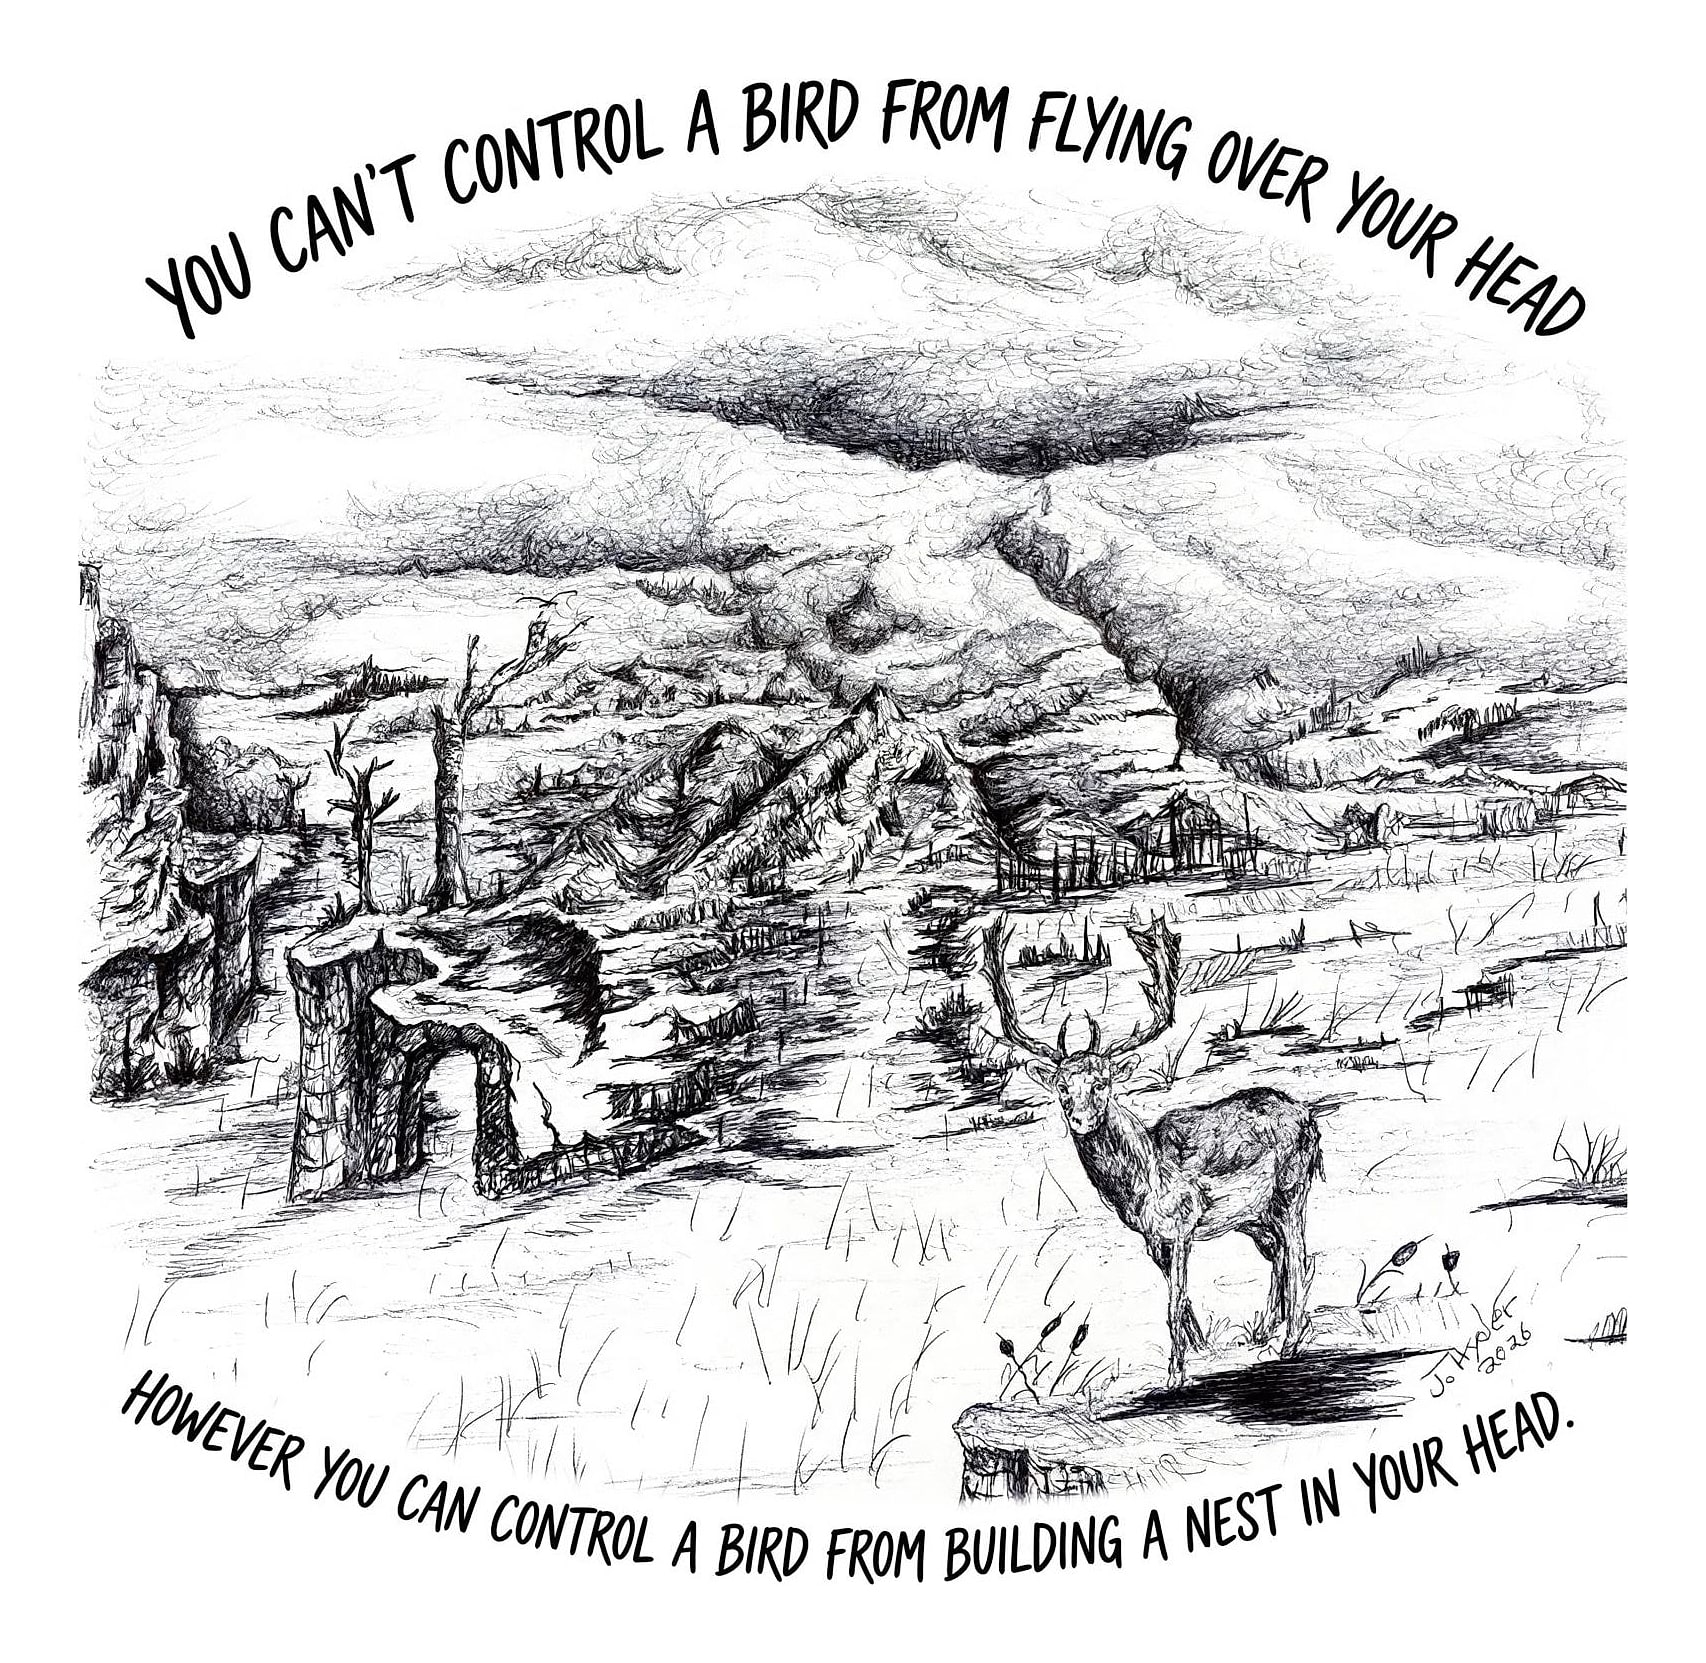 YOU CAN'T CONTROL A BIRD FROM FLYING OVER YOUR HEAD
2026
HOWEVER YOU CAN CONTROL A BIRD FROM BUILDING A NEST IN YOUR HEAD.